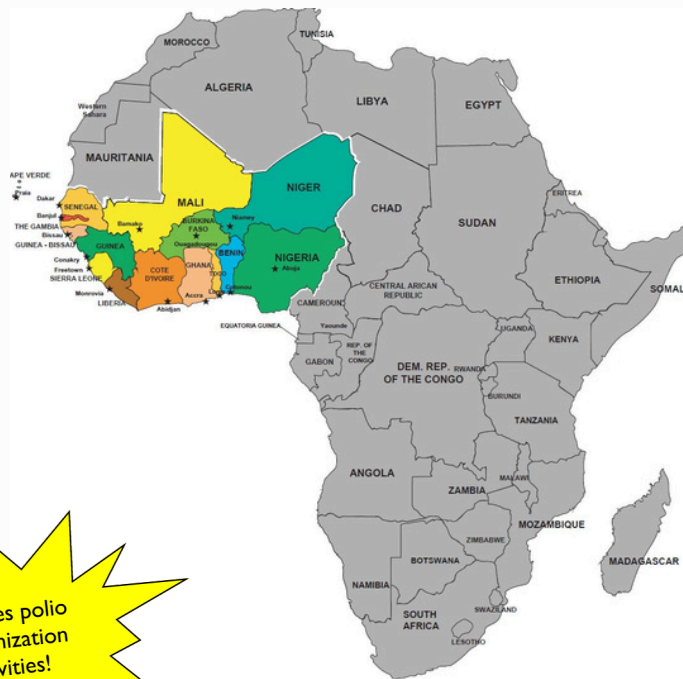 TUNISIA
MOROCCO
ALGERIA
LIBYA
EGYPT
Western
Sahara
MAURITANIA
APE VERDE
Praia
MALI
NIGER
CHAD
SUDAN
ERITREA
Dakar
SENEGAL
Banjul
THE GAMBIA
Bissau
GUINEA - BISSAU
Bamako
BURKINA
FASO
Ouagadougou
Niamey
GUINEA
Conakry
Freetown
SIERRA LEONE
Monrovia
LIBERIA
COTE
D'IVOIRE
Abidjan
GHANA
Accra
TOGO
BENIN
Cotonou
NIGERIA
Abuja
ETHIOPIA
SOMAL
CENTRAL ARICAN
REPUBLIC
CAMEROUN
Yaounde
EQUATORIA GUINEA
GABON
REP. OF
THE
CONGO
DEM. REP.
OF THE CONGO
UGANDA
KENYA
RWANDA
BURUNDI
TANZANIA
ANGOLA
ZAMBIA
MALAWI
MOZAMBIQUE
ZIMBABWE
MADAGASCAR
NAMIBIA
BOTSWANA
SWAZILAND
SOUTH
AFRICA
LESOTHO
es polio
nization
vities!